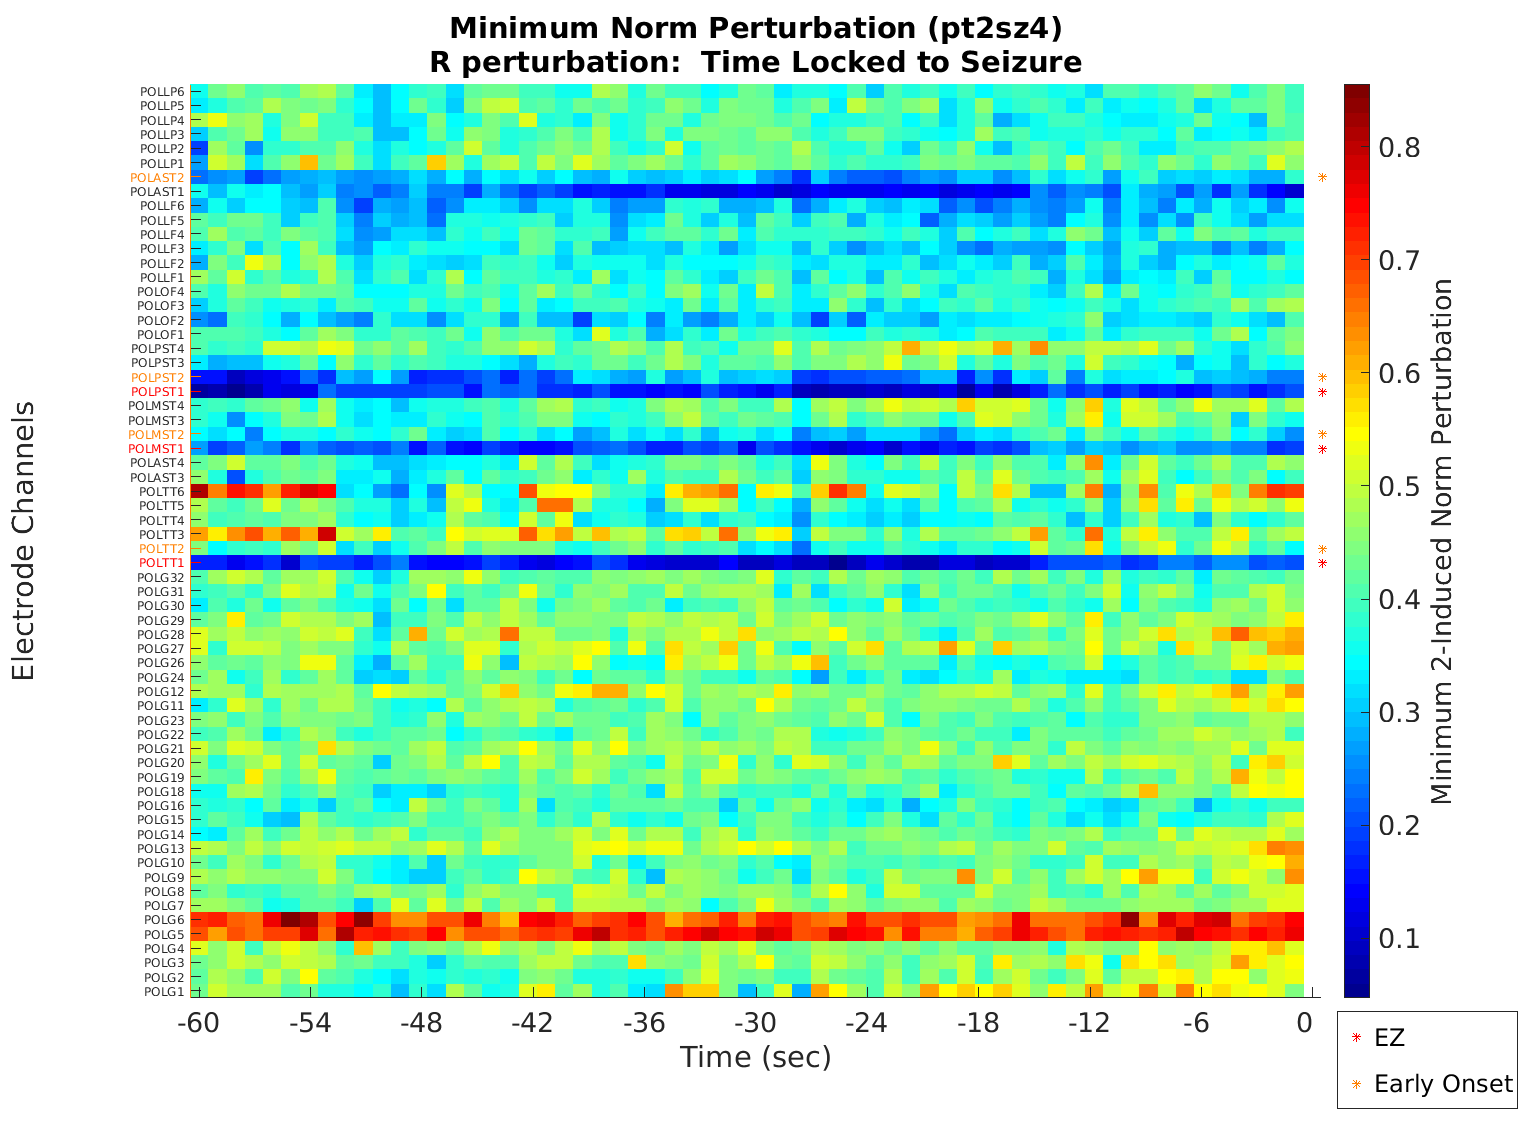 Minimum Norm Perturbation (pt2sz4)
R perturbation:  Time Locked to Seizure
Electrode Channels
POLLP6
POLLP5
POLLP4
POLLP3
POLLP2
POLLP1
POLAST2
POLAST1
POLLF6
POLLF5
POLLF4
POLLF3
POLLF2
POLLF1
POLOF4
POLOF3
POLOF2
POLOF1
POLPST4
POLPST3
POLPST2
POLPST1
POLMST4
POLMST3
POLMST2
POLMST1
POLAST4
POLAST3
POLTT6
POLTT5
POLTT4
POLTT3
POLTT2
POLTT1
POLG32
POLG31
POLG30
POLG29
POLG28
POLG27
POLG26
POLG24
POLG12
POLG11
POLG23
POLG22
POLG21
POLG20
POLG19
POLG18
POLG16
POLG15
POLG14
POLG13
POLG10
POLG9
POLG8
POLG7
POLG6
POLG5
POLG4
POLG3
POLG2
POLG1
-60 -54 -48 -42 -36 -30 -24 -18 -12 -6 0
Time (sec)
0.8
0.7
0.6
0.5
0.4
0.3
0.2
0.1
Minimum 2-Induced Norm Perturbation
EZ
Early Onset